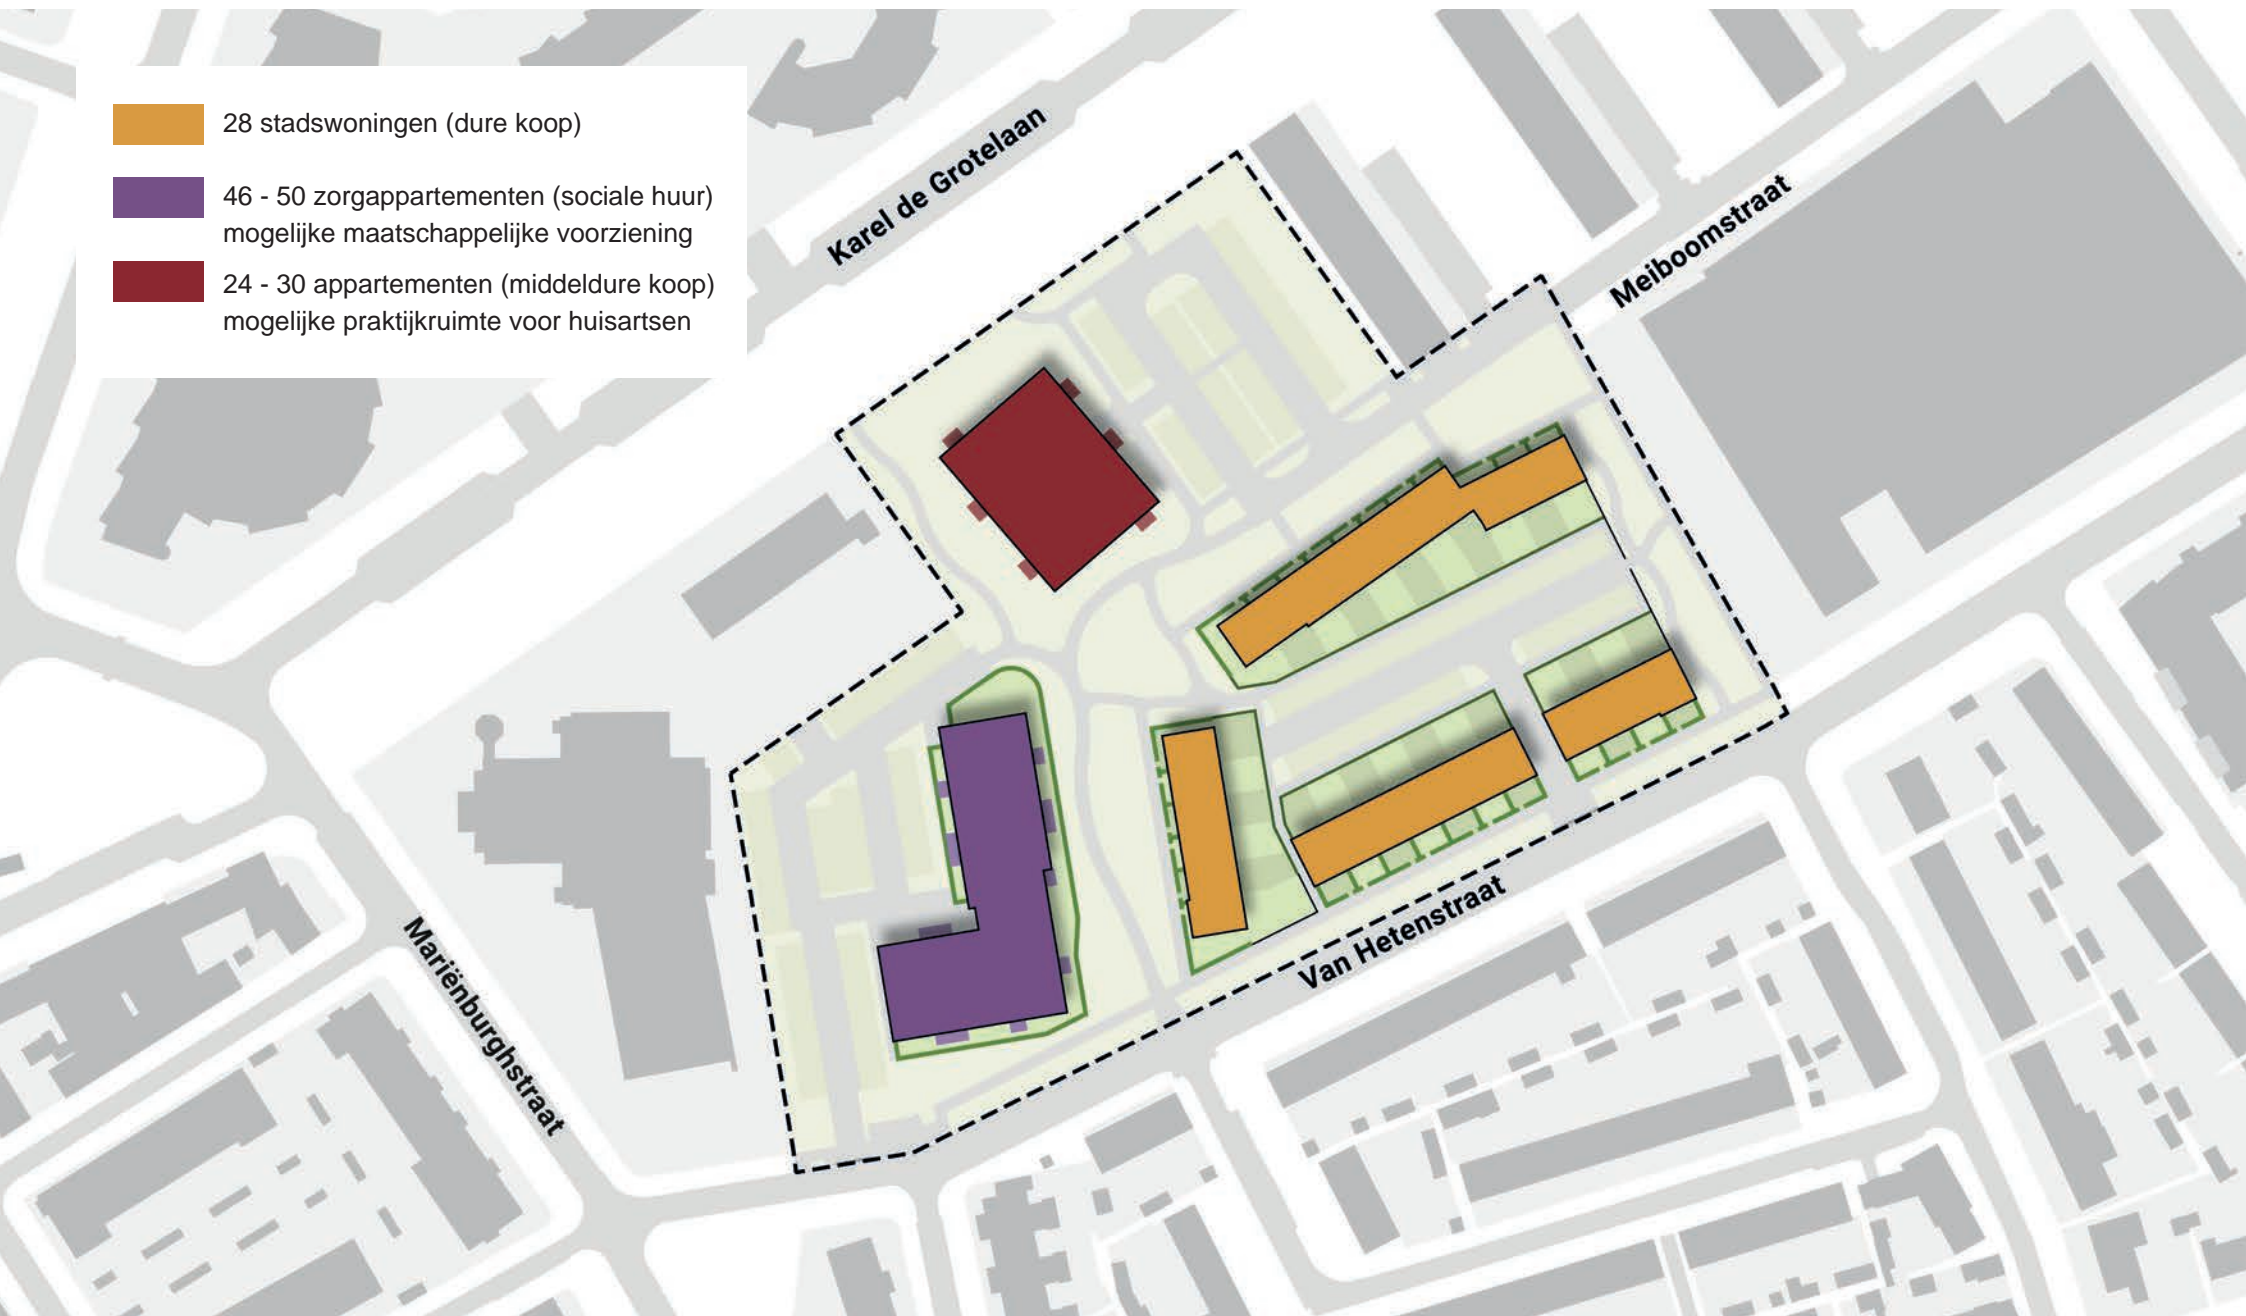 28 stadswoningen (dure koop)
46 - 50 zorgappartementen (sociale huur)
mogelijke maatschappelijke voorziening
24 - 30 appartementen (middeldure koop)
mogelijke praktijkruimte voor huisartsen
Karel de Grotelaan
Meiboomstraat
Van Hetenstraat
Mariënburghstraat